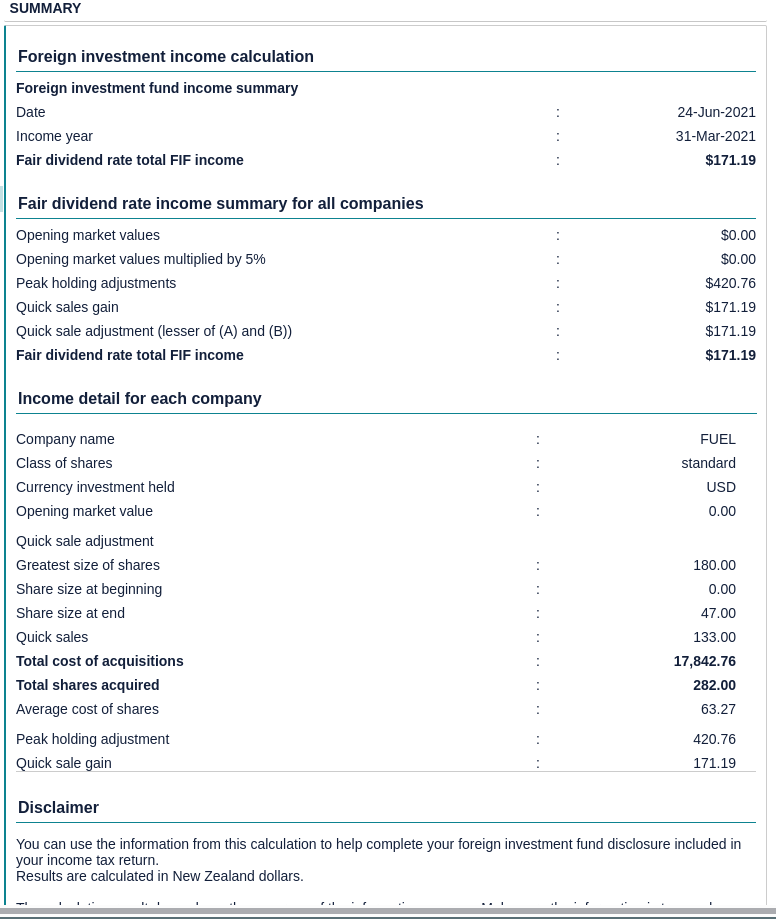 SUMMARY
Foreign investment income calculation
Foreign investment fund income summary
Date : 24-Jun-2021
Income year : 31-Mar-2021
Fair dividend rate total FIF income : $171.19
Fair dividend rate income summary for all companies
Opening market values : $0.00
Opening market values multiplied by 5% : $0.00
Peak holding adjustments : $420.76
Quick sales gain : $171.19
Quick sale adjustment (lesser of (A) and (B)) : $171.19
Fair dividend rate total FIF income : $171.19
Income detail for each company
Company name : FUEL
Class of shares : standard
Currency investment held : USD
Opening market value : 0.00
Quick sale adjustment
Greatest size of shares : 180.00
Share size at beginning : 0.00
Share size at end : 47.00
Quick sales : 133.00
Total cost of acquisitions : 17,842.76
Total shares acquired : 282.00
Average cost of shares : 63.27
Peak holding adjustment : 420.76
Quick sale gain : 171.19
Disclaimer
You can use the information from this calculation to help complete your foreign investment fund disclosure included in
your income tax return.
Results are calculated in New Zealand dollars.